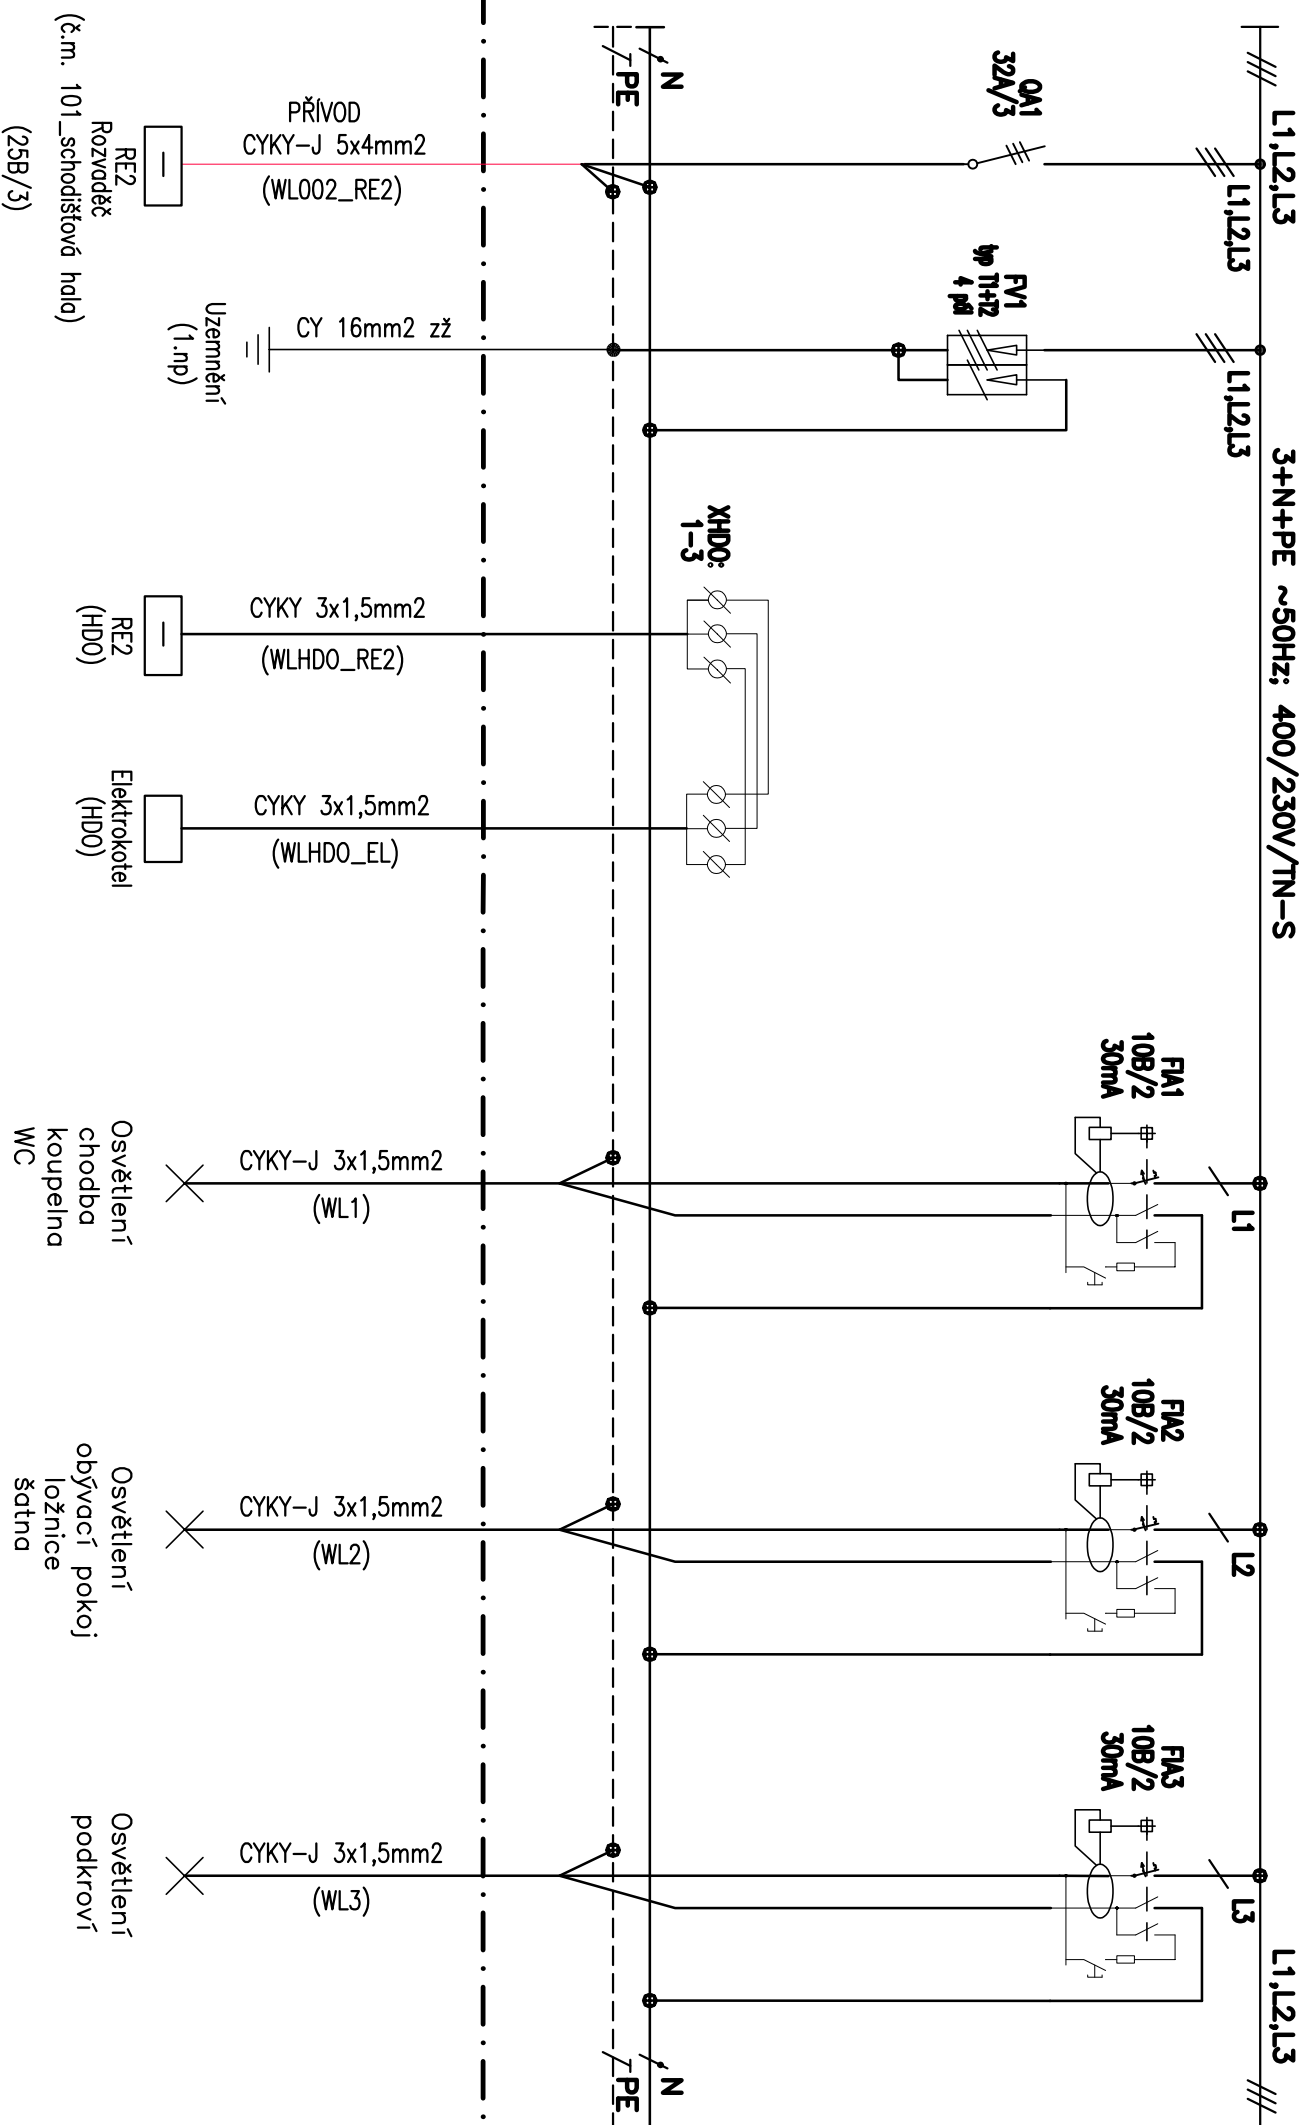 L1,L2,L3
3+N+PE ~50Hz; 400/230V/TN-S
L1,L2,L3
L1,L2,L3
L1,L2,L3
L1
L2
L3
QA1
32A/3
FV1
typ T1+T2
4 pól
FIA1
10B/2
30mA
FIA2
10B/2
30mA
FIA3
10B/2
30mA
XHDO:
1-3
N
PE
N
PE
PŘÍVOD
CYKY-J 5x4mm2
(WL002_RE2)
CY 16mm2 zž
CYKY 3x1,5mm2
(WLHDO_RE2)
CYKY 3x1,5mm2
(WLHDO_EL)
CYKY-J 3x1,5mm2
(WL1)
CYKY-J 3x1,5mm2
(WL2)
CYKY-J 3x1,5mm2
(WL3)
RE2
Rozvaděč
(č.m. 101_schodišťová hala)
(25B/3)
Uzemmění
(1.np)
RE2
(HDO)
Elektrokotel
(HDO)
Osvětlení
chodba
koupelna
WC
Osvětlení
obývací pokoj
ložnice
šatna
Osvětlení
podkroví